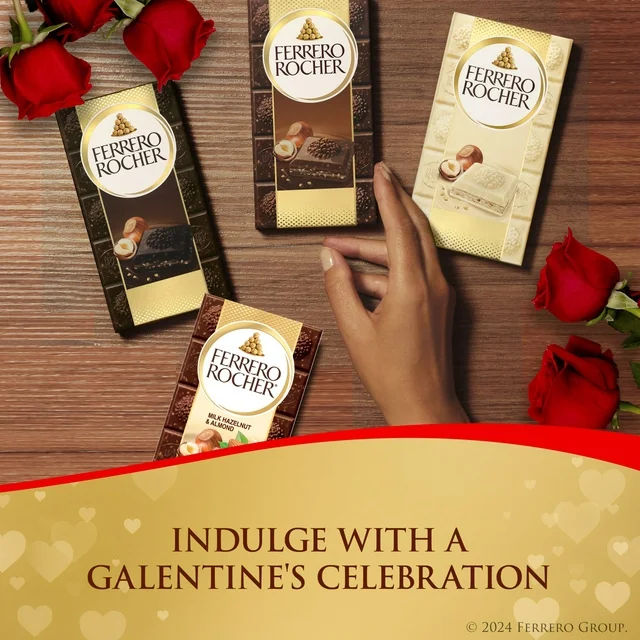 FERRERO
ROCHER
FERRERO
ROCHER
FERRERO
ROCHER
FERRERO
ROCHER®
MILK HAZELNUT
& ALMOND
INDULGE WITH A
GALENTINE'S CELEBRATION
© 2024 FERRERO GROUP.